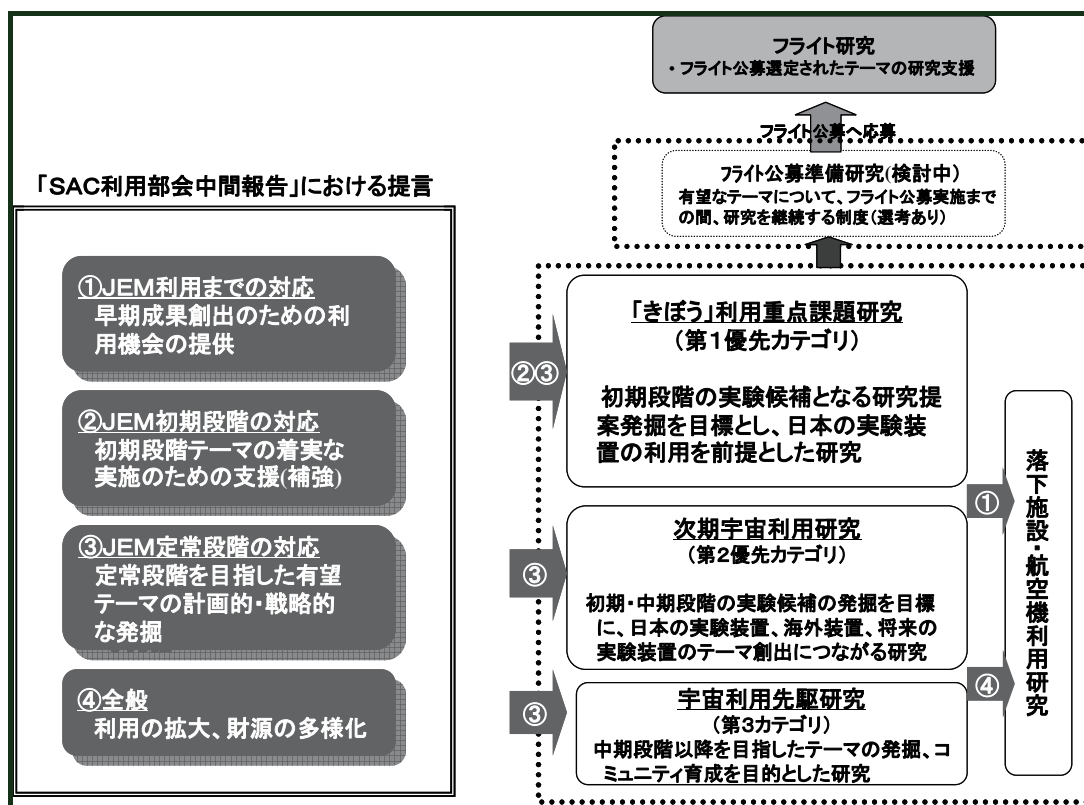 フライト研究
・フライト公募選定されたテーマの研究支援
フライト公募へ応募
フライト公募準備研究(検討中)
有望なテーマについて、フライト公募実施まで
の間、研究を継続する制度(選考あり)
「SAC利用部会中間報告」における提言
①JEM利用までの対応
早期成果創出のための利
用機会の提供
②JEM初期段階の対応
初期段階テーマの着実な
実施のための支援(補強)
③JEM定常段階の対応
定常段階を目指した有望
テーマの計画的・戦略的
な発掘
④全般
利用の拡大、財源の多様化
②③
「きぼう」利用重点課題研究
(第1優先カテゴリ)
初期段階の実験候補となる研究提
案発掘を目標とし、日本の実験装
置の利用を前提とした研究
③
次期宇宙利用研究
(第2優先カテゴリ)
初期・中期段階の実験候補の発掘を目標
に、日本の実験装置、海外装置、将来の
実験装置のテーマ創出につながる研究
③
宇宙利用先駆研究
(第3カテゴリ)
中期段階以降を目指したテーマの発掘、コ
ミュニティ育成を目的とした研究
①
④
落下施設・航空機利用研究